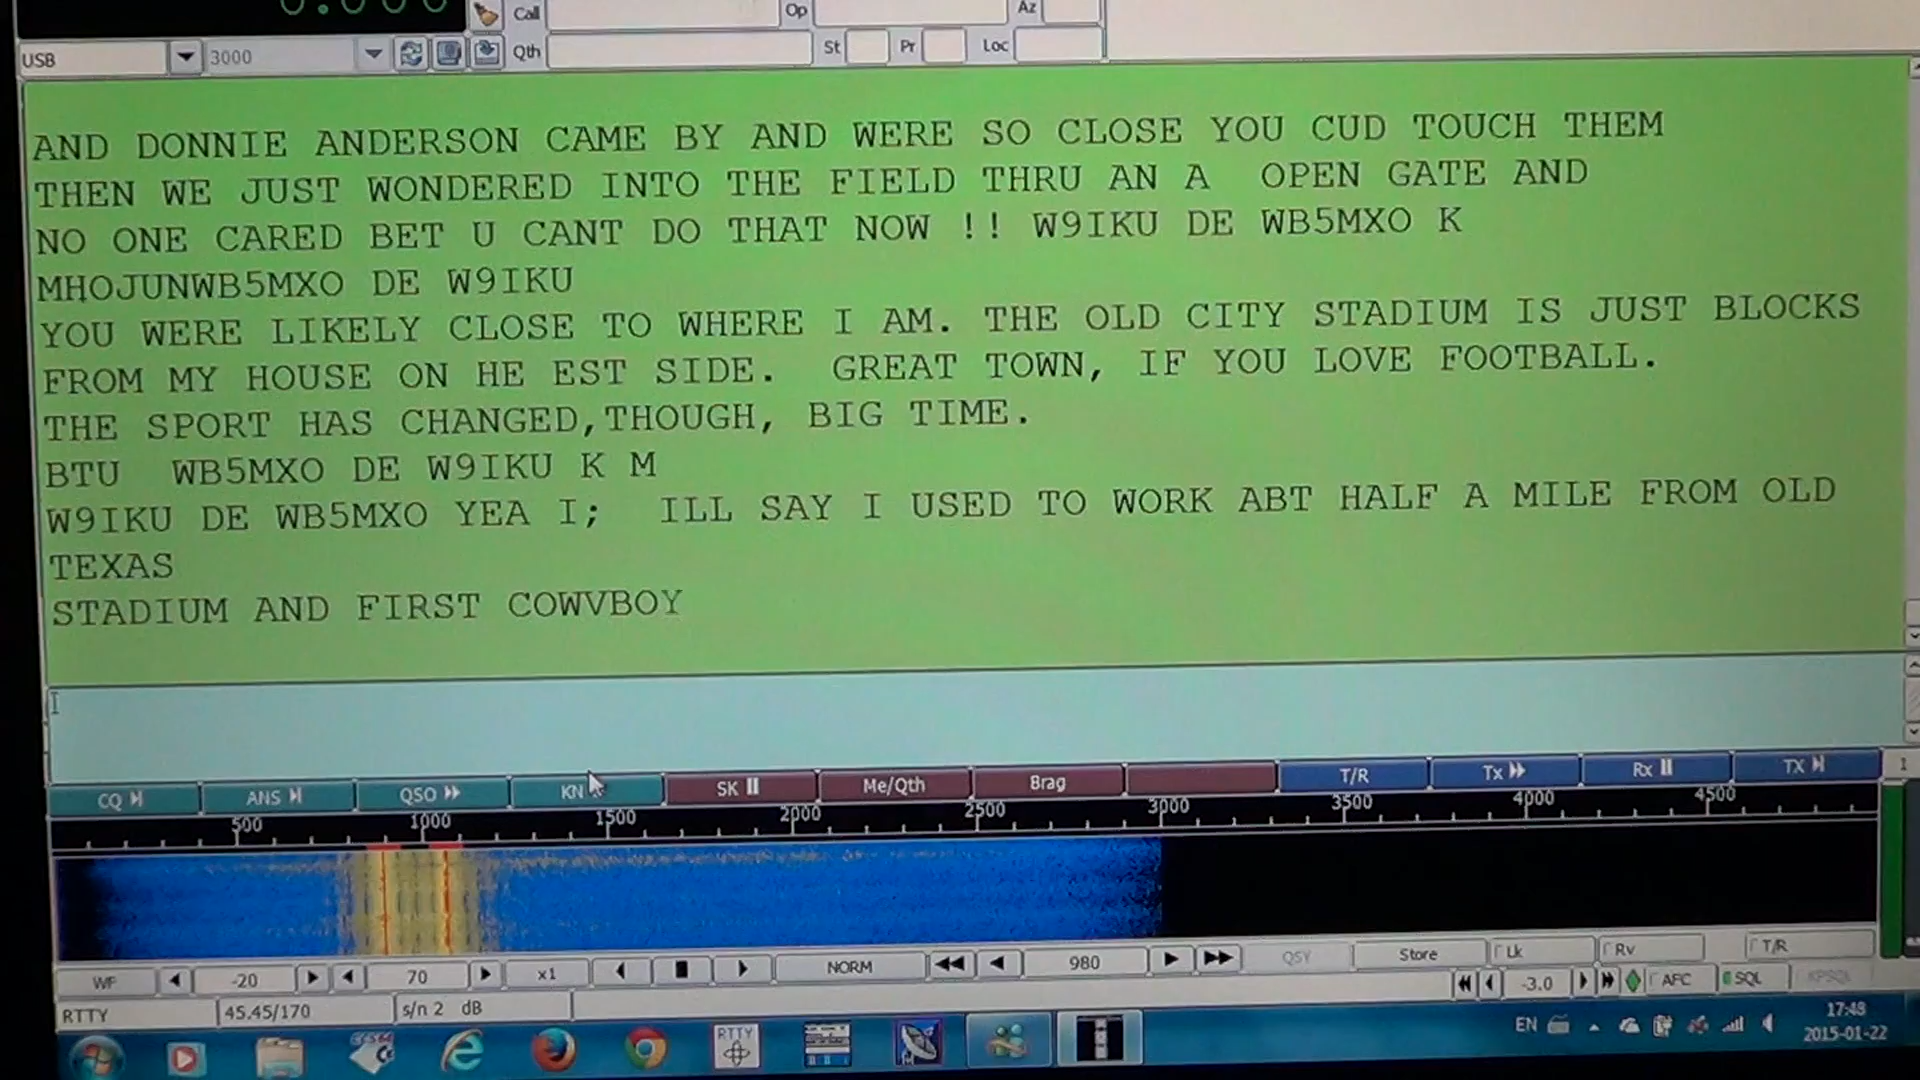 Call
Op
Az
USB
3000
Qth
St
Pr
Loc
AND DONNIE ANDERSON CAME BY AND WERE SO CLOSE YOU CUD TOUCH THEM
THEN WE JUST WONDERED INTO THE FIELD THRU AN A OPEN GATE AND
NO ONE CARED BET U CANT DO THAT NOW !! W9IKU DE WB5MXO K
MHOJUNWB5MXO DE W9IKU
YOU WERE LIKELY CLOSE TO WHERE I AM. THE OLD CITY STADIUM IS JUST BLOCKS
FROM MY HOUSE ON HE EST SIDE. GREAT TOWN, IF YOU LOVE FOOTBALL.
THE SPORT HAS CHANGED,THOUGH, BIG TIME.
BTU WB5MXO DE W9IKU K M
W9IKU DE WB5MXO YEA I; ILL SAY I USED TO WORK ABT HALF A MILE FROM OLD
TEXAS
STADIUM AND FIRST COWVBOY
CQ ANS QSO KN SK Me/Qth Brag T/R Tx Rx TX 1
500 1000 1500 2000 2500 3000 3500 4000 4500
WF -20 70 x1 NORM 980 QSY Store Lk Rv T/R
-3.0 AFC SQL KPSQL
RTTY 45.45/170 s/n 2 dB
RTTY
EN
17:48
2015-01-22